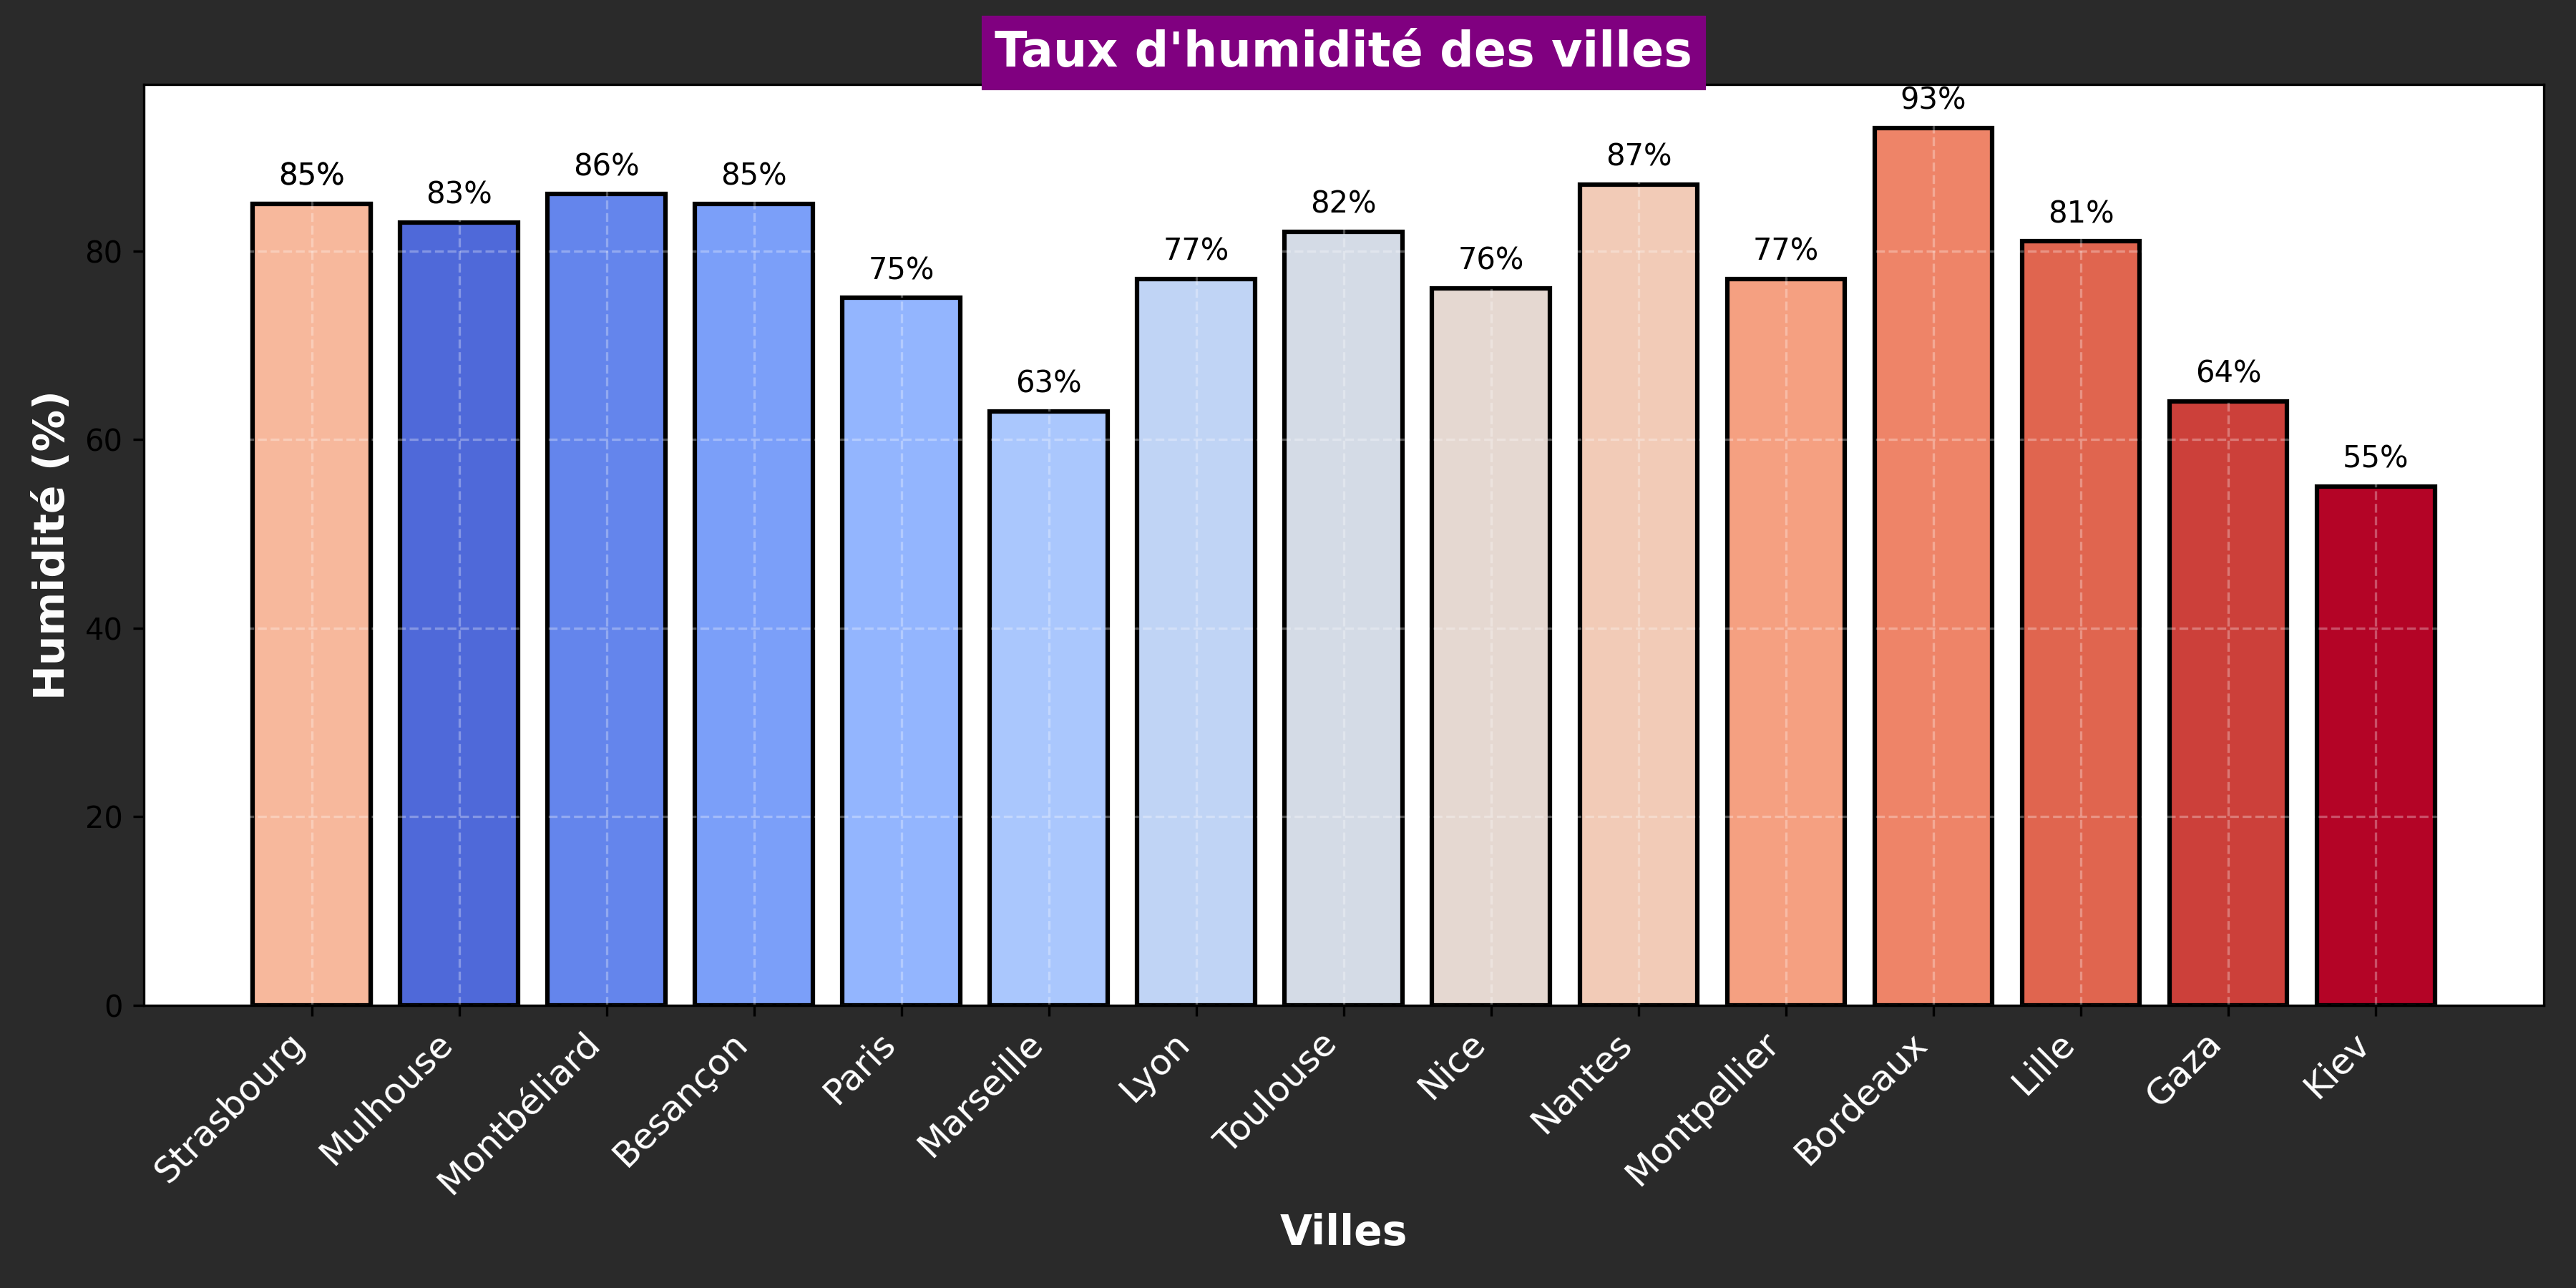 Taux d'humidité des villes
93%
87%
86%
85%
85%
83%
82%
81%
77%
77%
76%
75%
64%
63%
55%
80
60
40
20
0
Humidité (%)
Strasbourg
Mulhouse
Montbéliard
Besançon
Paris
Marseille
Lyon
Toulouse
Nice
Nantes
Montpellier
Bordeaux
Lille
Gaza
Kiev
Villes